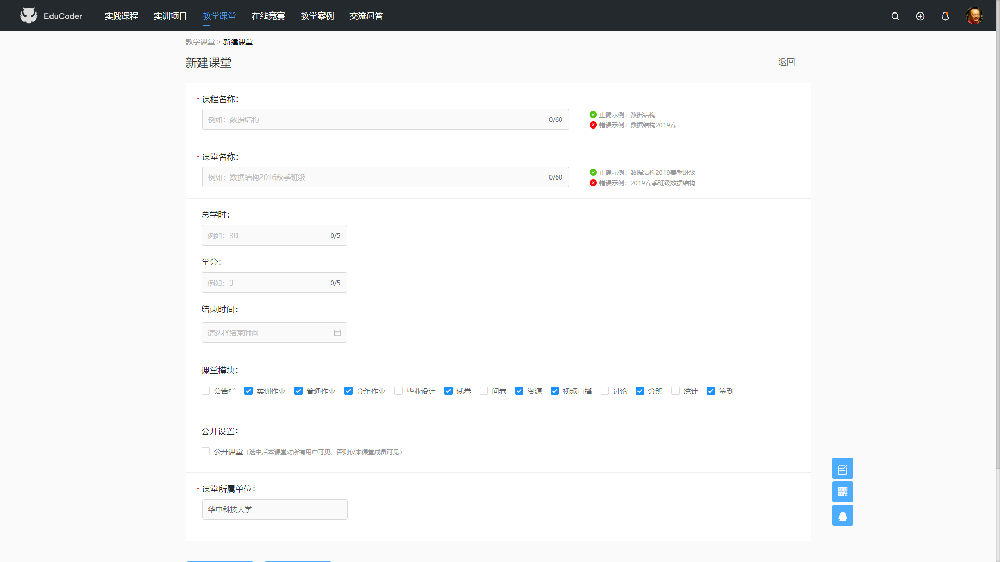 EduCoder 实践课程 实训项目 教学课堂 在线竞赛 教学案例 交流问答
教学课堂 > 新建课堂
新建课堂 返回
* 课程名称：
例如：数据结构 0/60
正确示例：数据结构
错误示例：数据结构2019春
* 课堂名称：
例如：数据结构2016秋季班级 0/60
正确示例：数据结构2019春季班级
错误示例：2019春季班级数据结构
总学时：
例如：30 0/5
学分：
例如：3 0/5
结束时间：
请选择结束时间
课堂模块：
公告栏 实训作业 普通作业 分组作业 毕业设计 试卷 问卷 资源 视频直播 讨论 分班 统计 签到
公开设置：
公开课堂 (选中后本课堂对所有用户可见，否则仅本课堂成员可见)
* 课堂所属单位：
华中科技大学